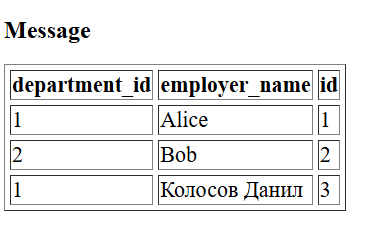 Message
department_id employer_name id
1 Alice 1
2 Bob 2
1 Колосов Данил 3